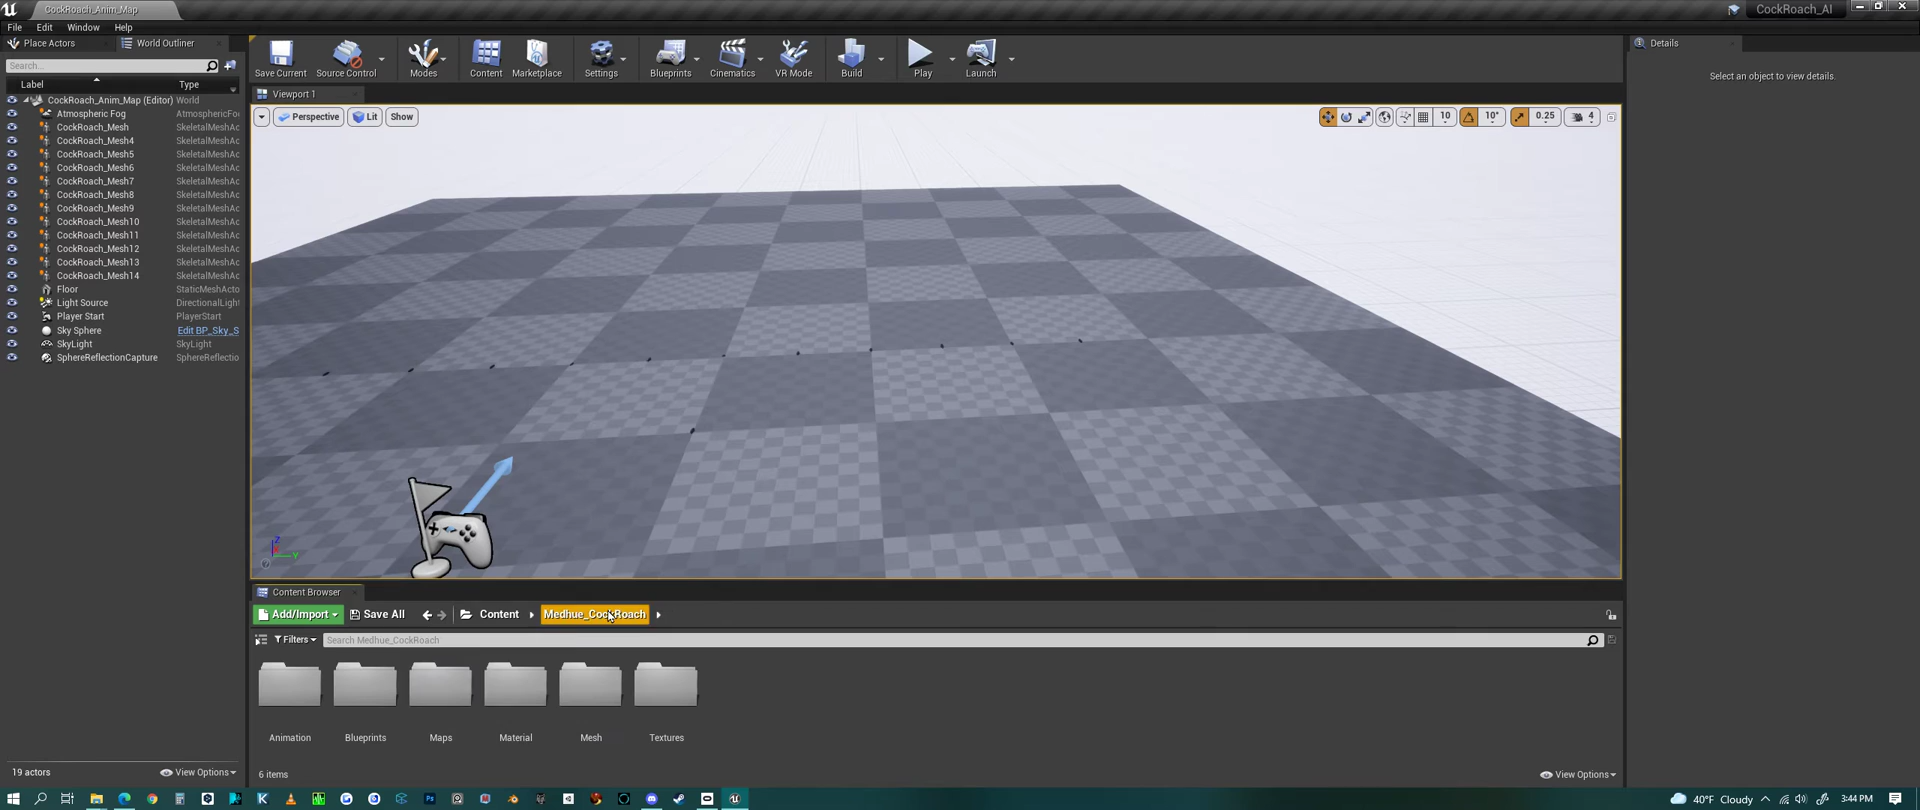 CockRoach_Anim_Map
CockRoach_AI
File Edit Window Help
Place Actors
World Outliner
Search...
Label Type
CockRoach_Anim_Map (Editor) World
Atmospheric Fog AtmosphericFo
CockRoach_Mesh SkeletalMeshAc
CockRoach_Mesh4 SkeletalMeshAc
CockRoach_Mesh5 SkeletalMeshAc
CockRoach_Mesh6 SkeletalMeshAc
CockRoach_Mesh7 SkeletalMeshAc
CockRoach_Mesh8 SkeletalMeshAc
CockRoach_Mesh9 SkeletalMeshAc
CockRoach_Mesh10 SkeletalMeshAc
CockRoach_Mesh11 SkeletalMeshAc
CockRoach_Mesh12 SkeletalMeshAc
CockRoach_Mesh13 SkeletalMeshAc
CockRoach_Mesh14 SkeletalMeshAc
Floor StaticMeshActo
Light Source DirectionalLight
Player Start PlayerStart
Sky Sphere Edit BP_Sky_S
SkyLight SkyLight
SphereReflectionCapture SphereReflectio
19 actors View Options
Save Current Source Control Modes Content Marketplace Settings Blueprints Cinematics VR Mode Build Play Launch
Viewport 1
Perspective Lit Show
10 10° 0.25 4
Z
X
Y
Content Browser
Add/Import Save All Content Medhue_CockRoach
Filters Search Medhue_CockRoach
Animation Blueprints Maps Material Mesh Textures
6 items View Options
Details
Select an object to view details.
40°F Cloudy 3:44 PM